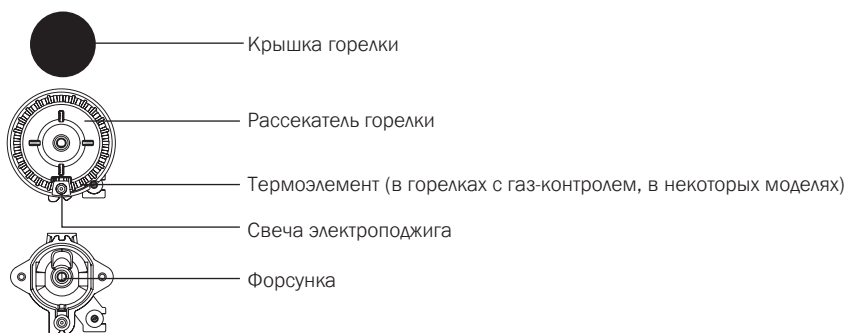 Крышка горелки
Рассекатель горелки
Термоэлемент (в горелках с газ-контролем, в некоторых моделях)
Свеча электроподжига
Форсунка